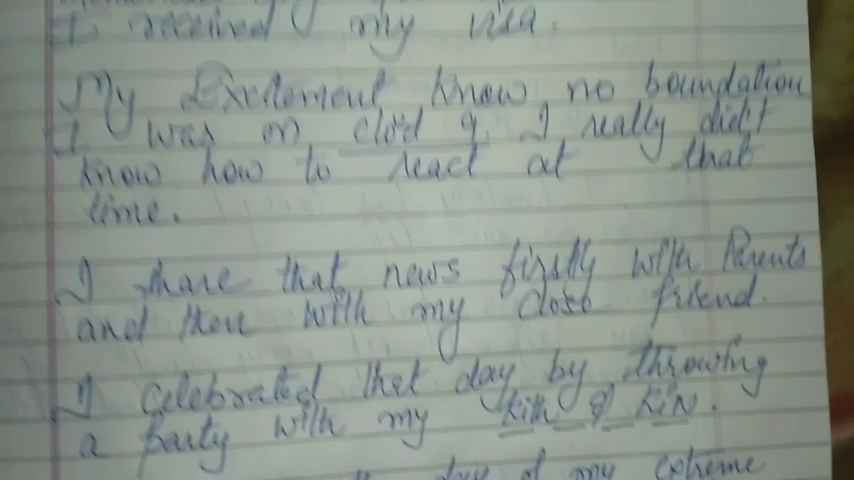 I received my visa.
My Excitement know no boundation
I was on cloud 9. I really did't
know how to react at that
time.
I share that news firstly with Parents
and then with my close friend.
I celebrated that day by throwing
a party with my kith & kin.
day of my extreme